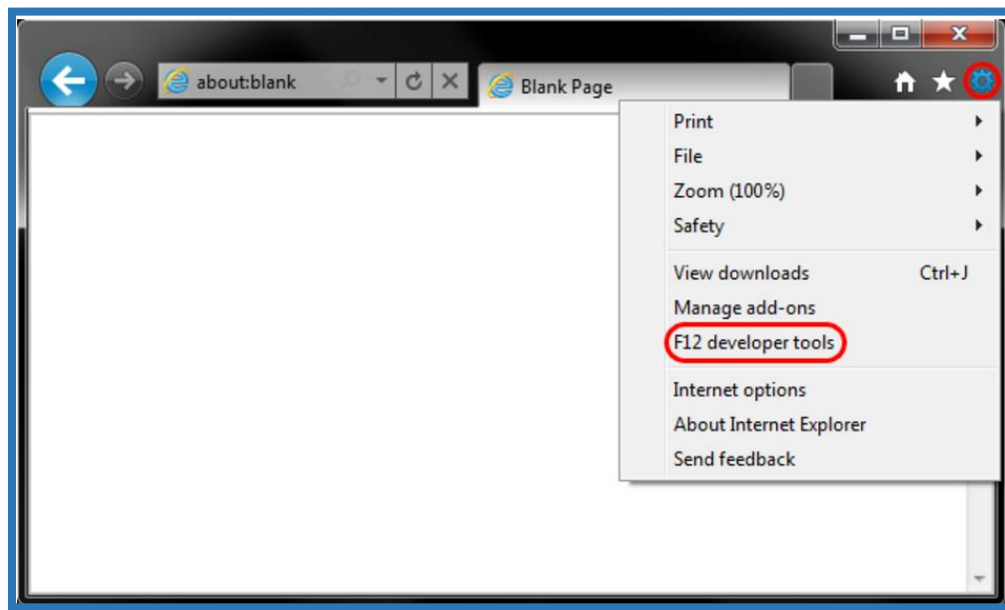 about:blank
Blank Page
Print
File
Zoom (100%)
Safety
View downloads Ctrl+J
Manage add-ons
F12 developer tools
Internet options
About Internet Explorer
Send feedback